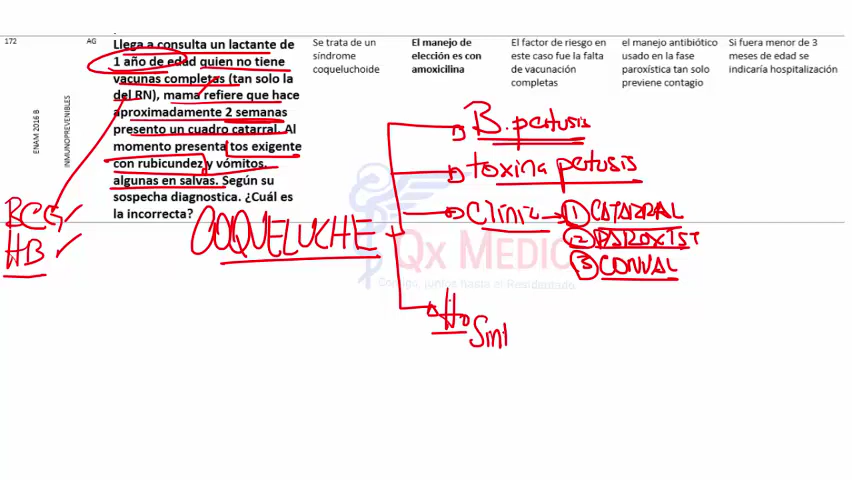 172
AG
ENAM 2016 B
INMUNOPREVENIBLES
Llega a consulta un lactante de
1 año de edad quien no tiene
vacunas completas (tan solo la
del RN), mama refiere que hace
aproximadamente 2 semanas
presento un cuadro catarral. Al
momento presenta tos exigente
con rubicundez y vómitos,
algunas en salvas. Según su
sospecha diagnostica. ¿Cuál es
la incorrecta?
Se trata de un
síndrome
coqueluchoide
El manejo de
elección es con
amoxicilina
El factor de riesgo en
este caso fue la falta
de vacunación
completas
el manejo antibiótico
usado en la fase
paroxística tan solo
previene contagio
Si fuera menor de 3
meses de edad se
indicaría hospitalización
BCG
HB
COQUELUCHE
B. pertusis
toxina pertusis
Clinic
① CATARRAL
② PAROXIST
③ CONVAL
Qx MEDIC